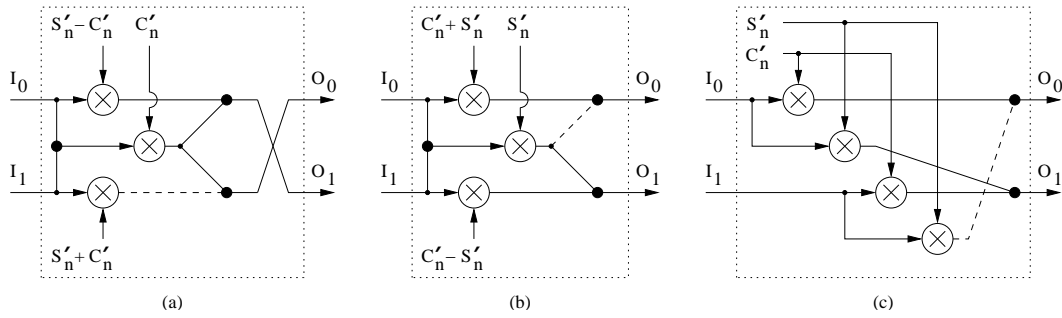 S′n − C′n C′n
I0 O0
I1 O1
S′n + C′n
(a)
C′n + S′n S′n
I0 O0
I1 O1
C′n − S′n
(b)
S′n
C′n
I0 O0
I1 O1
(c)